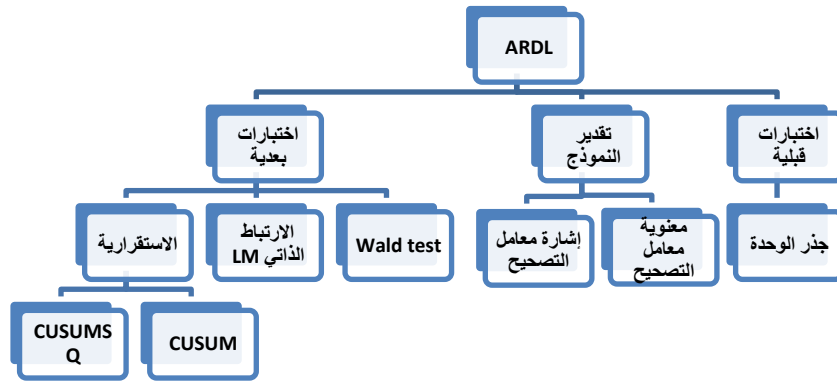 ARDL
اختبارات
قبلية
تقدير
النموذج
اختبارات
بعدية
جذر الوحدة
معنوية
معامل
التصحيح
إشارة معامل
التصحيح
Wald test
الارتباط
الذاتي LM
الاستقرارية
CUSUM
CUSUMS
Q